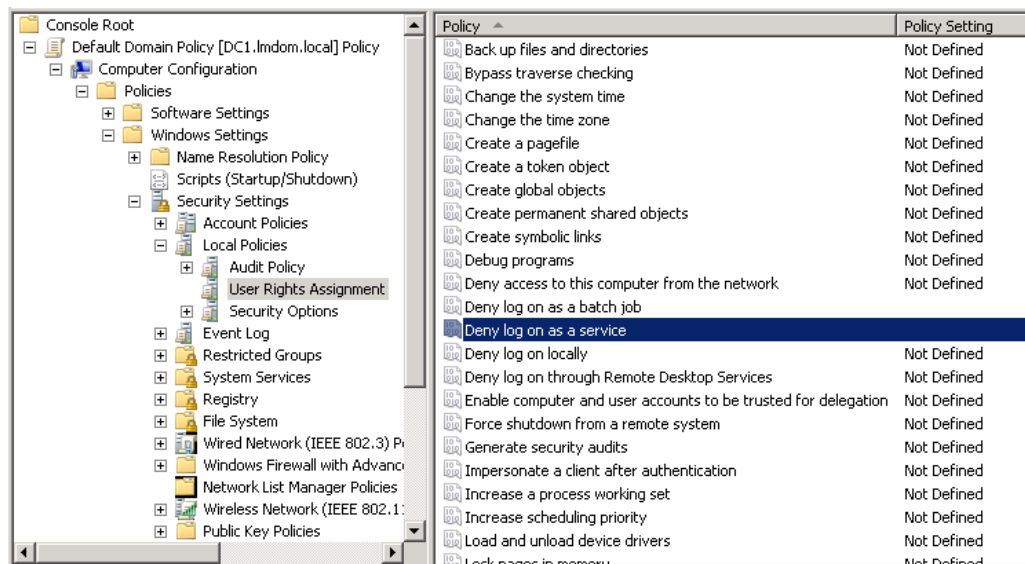 Console Root
Default Domain Policy [DC1.lmdom.local] Policy
Computer Configuration
Policies
Software Settings
Windows Settings
Name Resolution Policy
Scripts (Startup/Shutdown)
Security Settings
Account Policies
Local Policies
Audit Policy
User Rights Assignment
Security Options
Event Log
Restricted Groups
System Services
Registry
File System
Wired Network (IEEE 802.3) P
Windows Firewall with Advanc
Network List Manager Policies
Wireless Network (IEEE 802.1
Public Key Policies
Policy Policy Setting
Back up files and directories Not Defined
Bypass traverse checking Not Defined
Change the system time Not Defined
Change the time zone Not Defined
Create a pagefile Not Defined
Create a token object Not Defined
Create global objects Not Defined
Create permanent shared objects Not Defined
Create symbolic links Not Defined
Debug programs Not Defined
Deny access to this computer from the network Not Defined
Deny log on as a batch job
Deny log on as a service
Deny log on locally Not Defined
Deny log on through Remote Desktop Services Not Defined
Enable computer and user accounts to be trusted for delegation Not Defined
Force shutdown from a remote system Not Defined
Generate security audits Not Defined
Impersonate a client after authentication Not Defined
Increase a process working set Not Defined
Increase scheduling priority Not Defined
Load and unload device drivers Not Defined
Lock pages in memory Not Defined